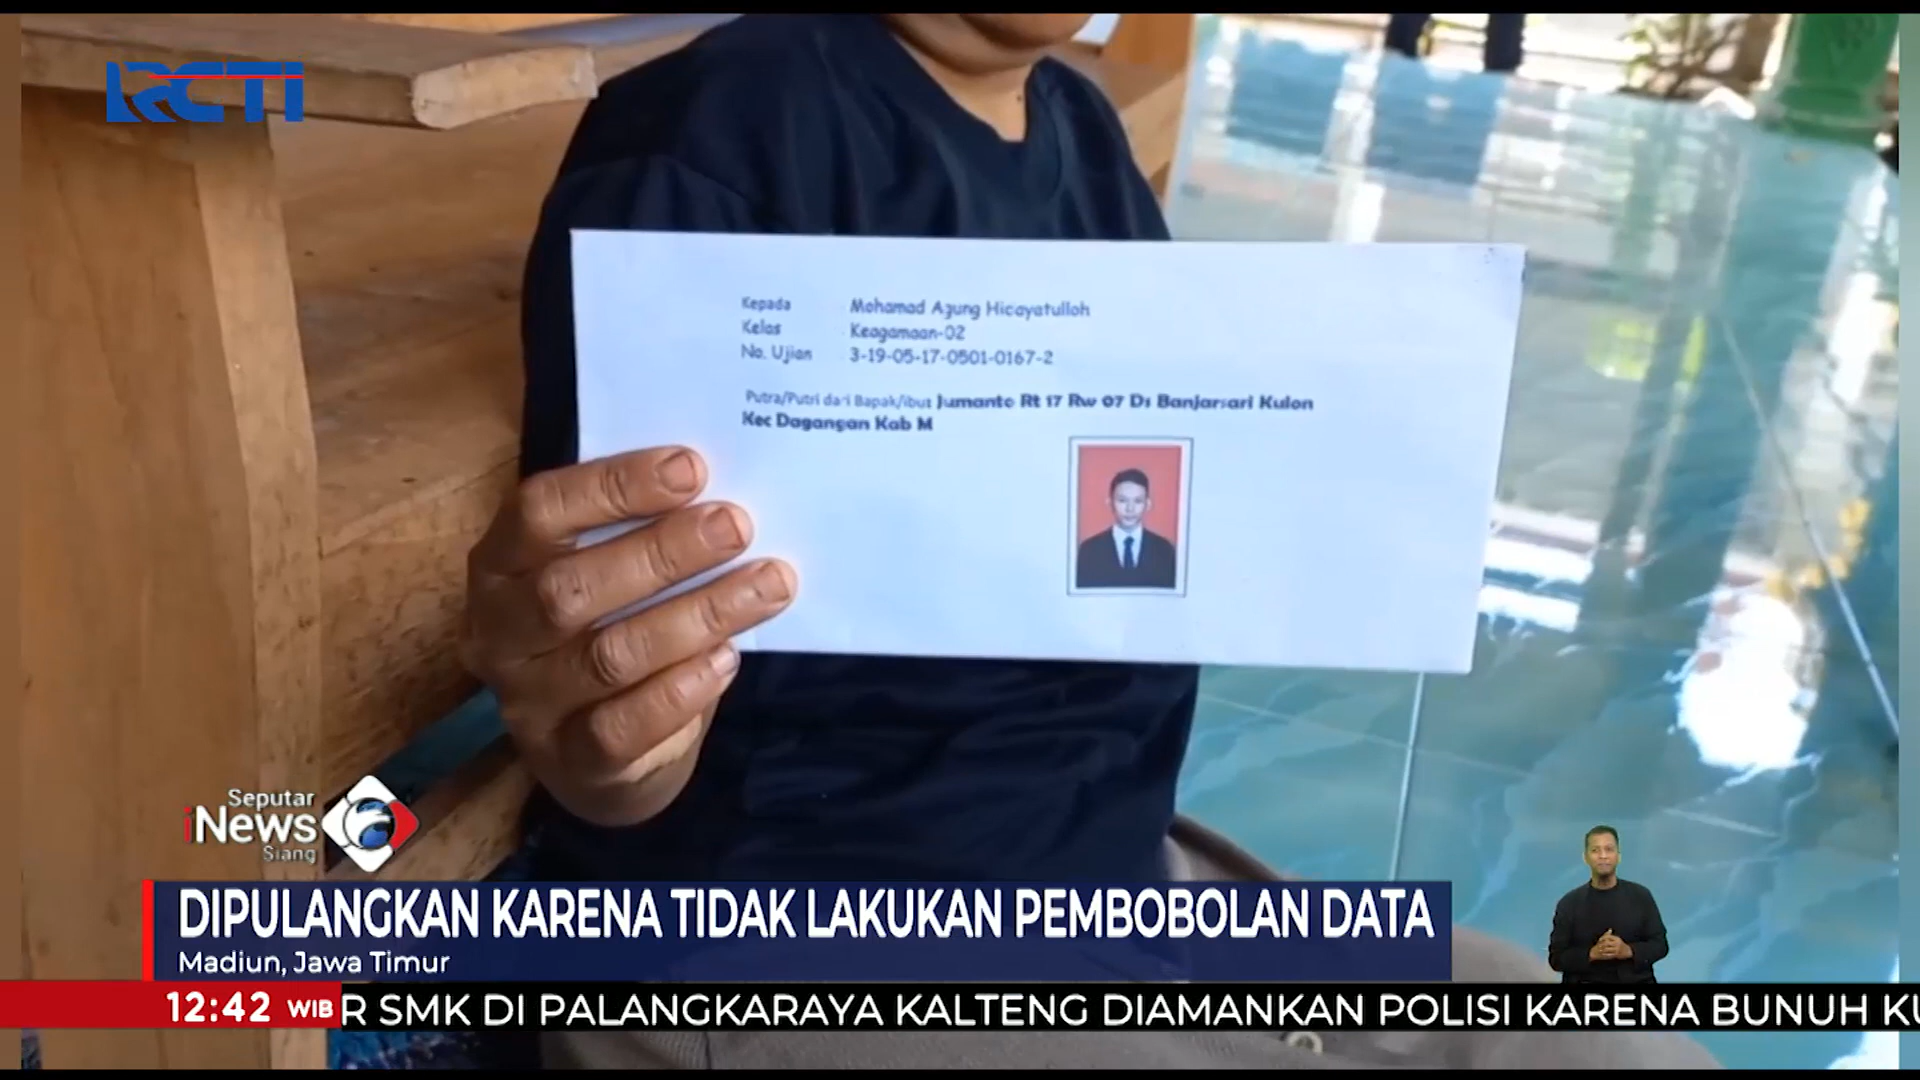 RCTI
Kepada Mohamad Agung Hidayatulloh
Kelas : Keagamaan-02
No. Ujian : 3-19-05-17-0501-0167-2
Putra/Putri dari Bapak/ibu: Jumanto Rt 17 Rw 07 Ds Banjarsari Kulon
Kec Dagangan Kab M
Seputar
iNews
Siang
DIPULANGKAN KARENA TIDAK LAKUKAN PEMBOBOLAN DATA
Madiun, Jawa Timur
12:42 WIB R SMK DI PALANGKARAYA KALTENG DIAMANKAN POLISI KARENA BUNUH KU